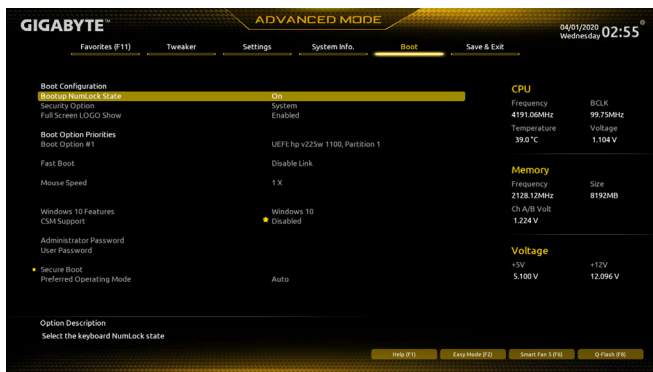 GIGABYTE™
ADVANCED MODE
04/01/2020
Wednesday 02:55
Favorites (F11) Tweaker Settings System Info. Boot Save & Exit
Boot Configuration
Bootup NumLock State On
Security Option System
Full Screen LOGO Show Enabled
Boot Option Priorities
Boot Option #1 UEFI: hp v225w 1100, Partition 1
Fast Boot Disable Link
Mouse Speed 1 X
Windows 10 Features Windows 10
CSM Support Disabled
Administrator Password
User Password
Secure Boot
Preferred Operating Mode Auto
CPU
Frequency BCLK
4191.06MHz 99.75MHz
Temperature Voltage
39.0 °C 1.104 V
Memory
Frequency Size
2128.12MHz 8192MB
Ch A/B Volt
1.224 V
Voltage
+5V +12V
5.100 V 12.096 V
Option Description
Select the keyboard NumLock state
Help (F1) Easy Mode (F2) Smart Fan 5 (F6) Q-Flash (F8)